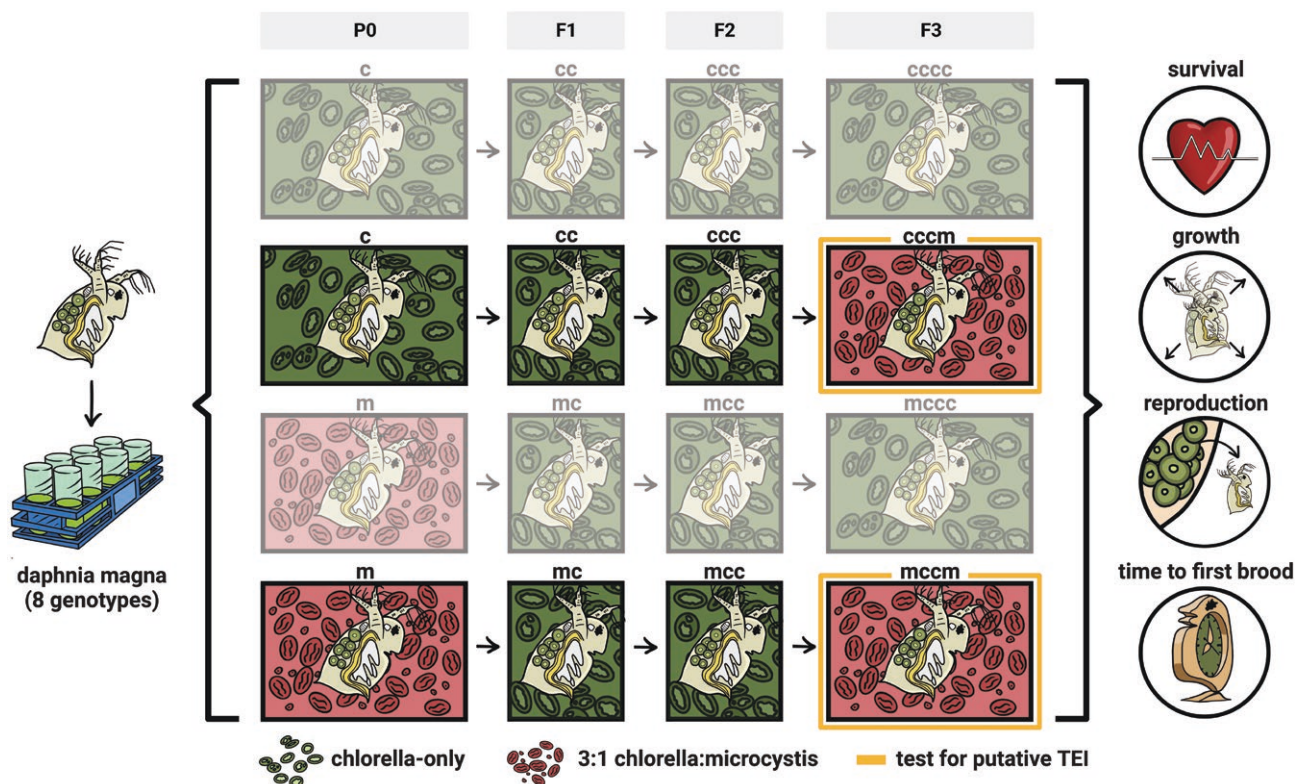 P0 F1 F2 F3
c cc ccc cccc
survival
c cc ccc cccm
growth
m mc mcc mccc
reproduction
m mc mcc mccm
time to first brood
daphnia magna
(8 genotypes)
chlorella-only 3:1 chlorella:microcystis test for putative TEI